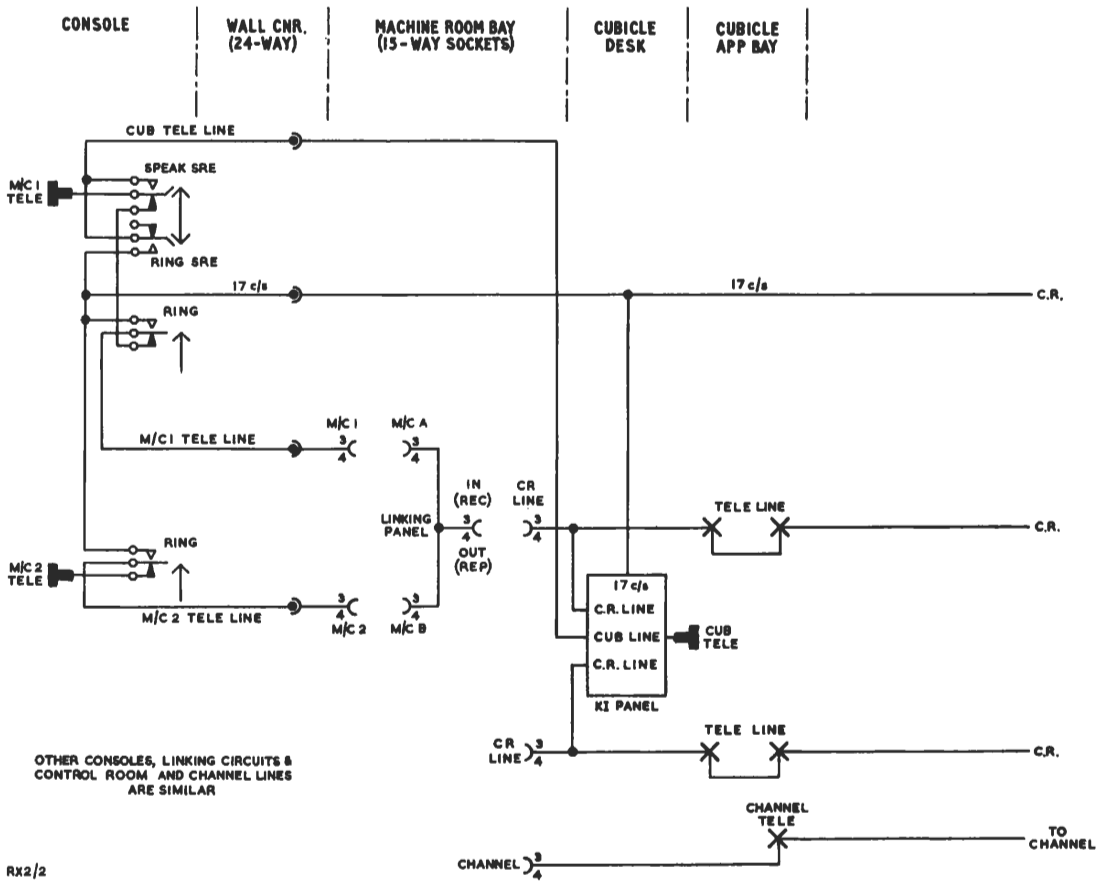 CONSOLE
WALL CNR.
(24-WAY)
MACHINE ROOM BAY
(15-WAY SOCKETS)
CUBICLE
DESK
CUBICLE
APP BAY
CUB TELE LINE
SPEAK SRE
M/C 1
TELE
RING SRE
17 c/s
17 c/s
C.R.
RING
M/C 1
M/C A
M/C 1 TELE LINE
3
4
3
4
IN
(REC)
CR
LINE
TELE LINE
LINKING
PANEL
3
4
3
4
C.R.
OUT
(REP)
RING
M/C 2
TELE
17 c/s
C.R. LINE
M/C 2 TELE LINE
3
4
3
4
M/C 2
M/C B
CUB LINE
CUB
TELE
C.R. LINE
KI PANEL
TELE LINE
CR
LINE
3
4
C.R.
OTHER CONSOLES, LINKING CIRCUITS &
CONTROL ROOM AND CHANNEL LINES
ARE SIMILAR
CHANNEL
TELE
TO
CHANNEL
CHANNEL
3
4
RX2/2